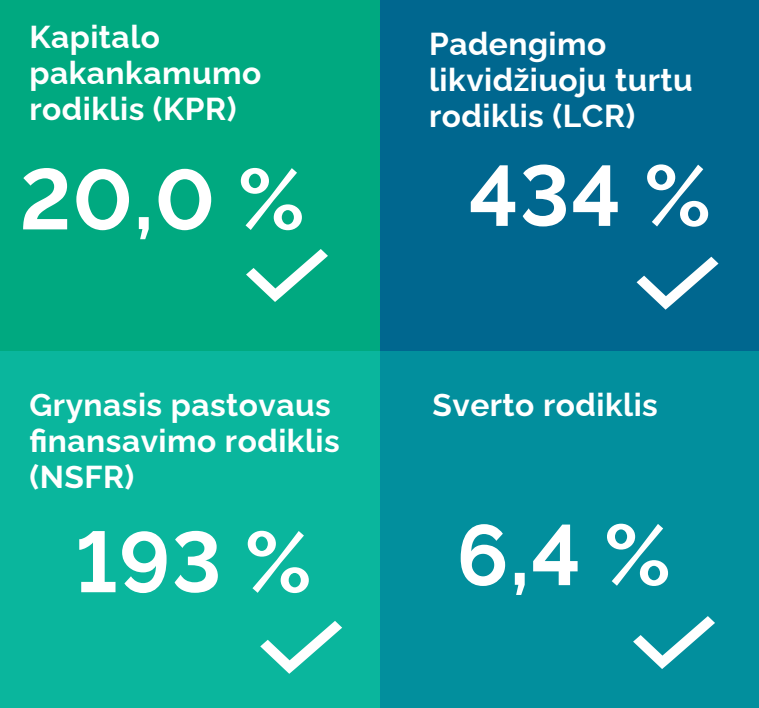 Kapitalo
pakankamumo
rodiklis (KPR)
20,0 %
Padengimo
likvidžiuoju turtu
rodiklis (LCR)
434 %
Grynasis pastovaus
finansavimo rodiklis
(NSFR)
193 %
Sverto rodiklis
6,4 %